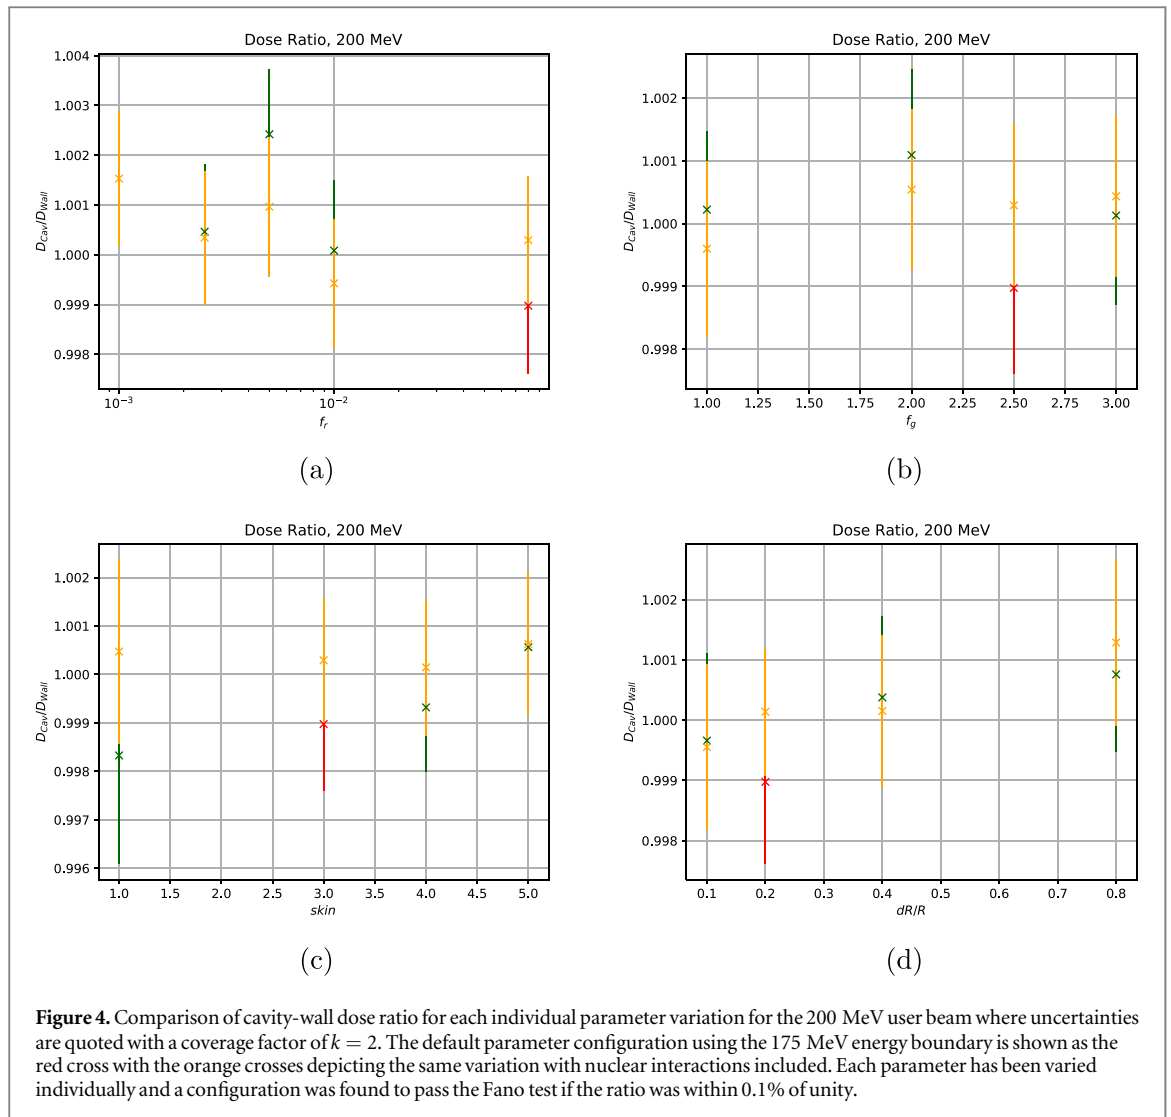 Dose Ratio, 200 MeV
1.004
1.003
1.002
1.001
1.000
0.999
0.998
D_Cav/D_Wall
10^−3
10^−2
f_r
(a)
Dose Ratio, 200 MeV
1.002
1.001
1.000
0.999
0.998
D_Cav/D_Wall
1.00 1.25 1.50 1.75 2.00 2.25 2.50 2.75 3.00
f_g
(b)
Dose Ratio, 200 MeV
1.002
1.001
1.000
0.999
0.998
0.997
0.996
D_Cav/D_Wall
1.0 1.5 2.0 2.5 3.0 3.5 4.0 4.5 5.0
skin
(c)
Dose Ratio, 200 MeV
1.002
1.001
1.000
0.999
0.998
D_Cav/D_Wall
0.1 0.2 0.3 0.4 0.5 0.6 0.7 0.8
dR/R
(d)
Figure 4. Comparison of cavity-wall dose ratio for each individual parameter variation for the 200 MeV user beam where uncertainties
are quoted with a coverage factor of k = 2. The default parameter configuration using the 175 MeV energy boundary is shown as the
red cross with the orange crosses depicting the same variation with nuclear interactions included. Each parameter has been varied
individually and a configuration was found to pass the Fano test if the ratio was within 0.1% of unity.